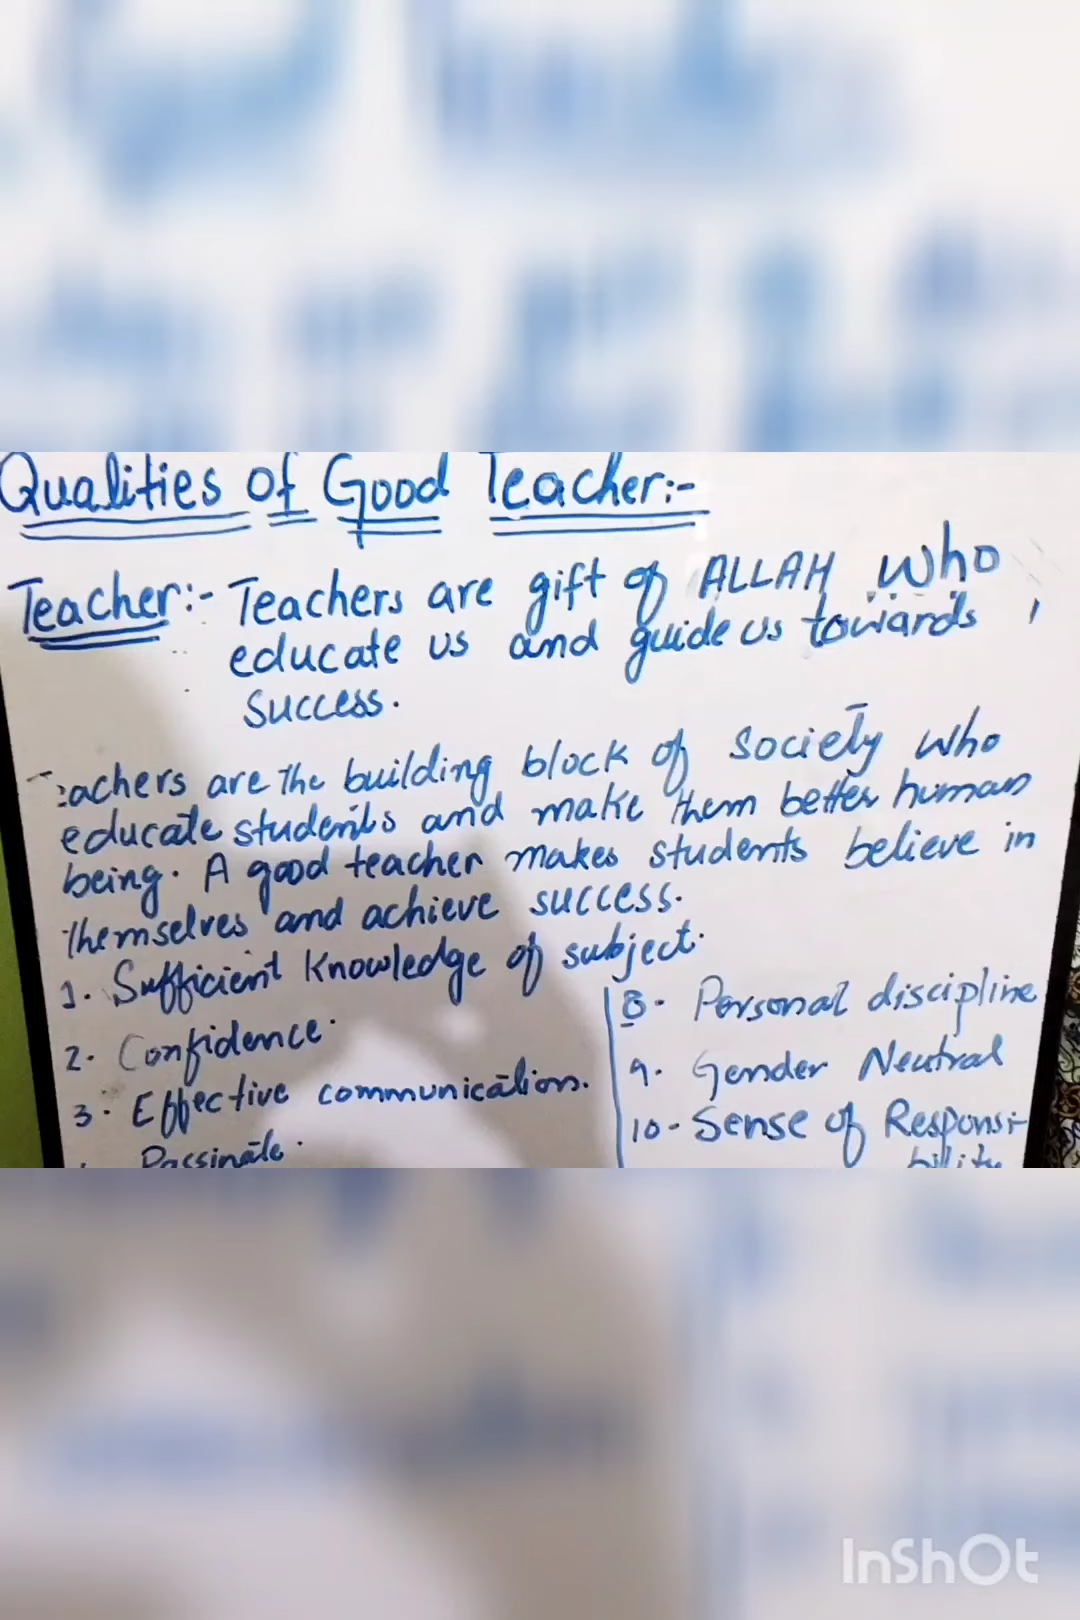 Qualities of Good Teacher:-
Teacher:- Teachers are gift of ALLAH who
educate us and guide us towards
success.
Teachers are the building block of society who
educate students and make them better human
being. A good teacher makes students believe in
themselves and achieve success.
1. Sufficient Knowledge of subject.
2. Confidence.
3. Effective communication.
Passinate.
8. Personal discipline
9. Gender Neutral
10- Sense of Responsi-
bility
InShOt